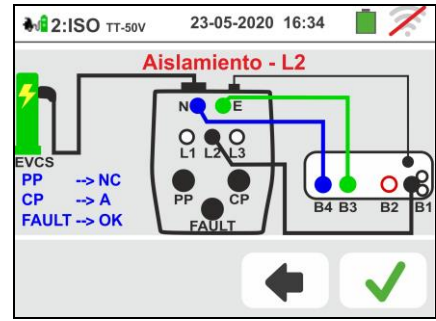 2:ISO TT-50V 23-05-2020 16:34
Aislamiento - L2
N E
L1 L2 L3
EVCS
PP --> NC
CP --> A
FAULT --> OK
PP CP
FAULT
B4 B3 B2 B1